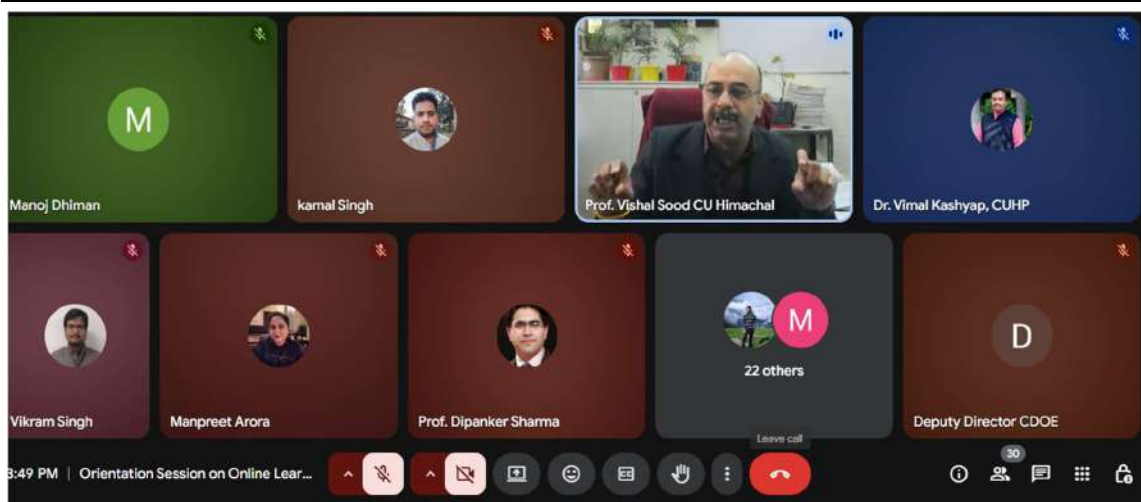 M
Manoj Dhiman
kamal Singh
Prof. Vishal Sood CU Himachal
Dr. Vimal Kashyap, CUHP
Vikram Singh
Manpreet Arora
Prof. Dipanker Sharma
M
22 others
D
Deputy Director CDOE
Leave call
3:49 PM | Orientation Session on Online Lear...
30